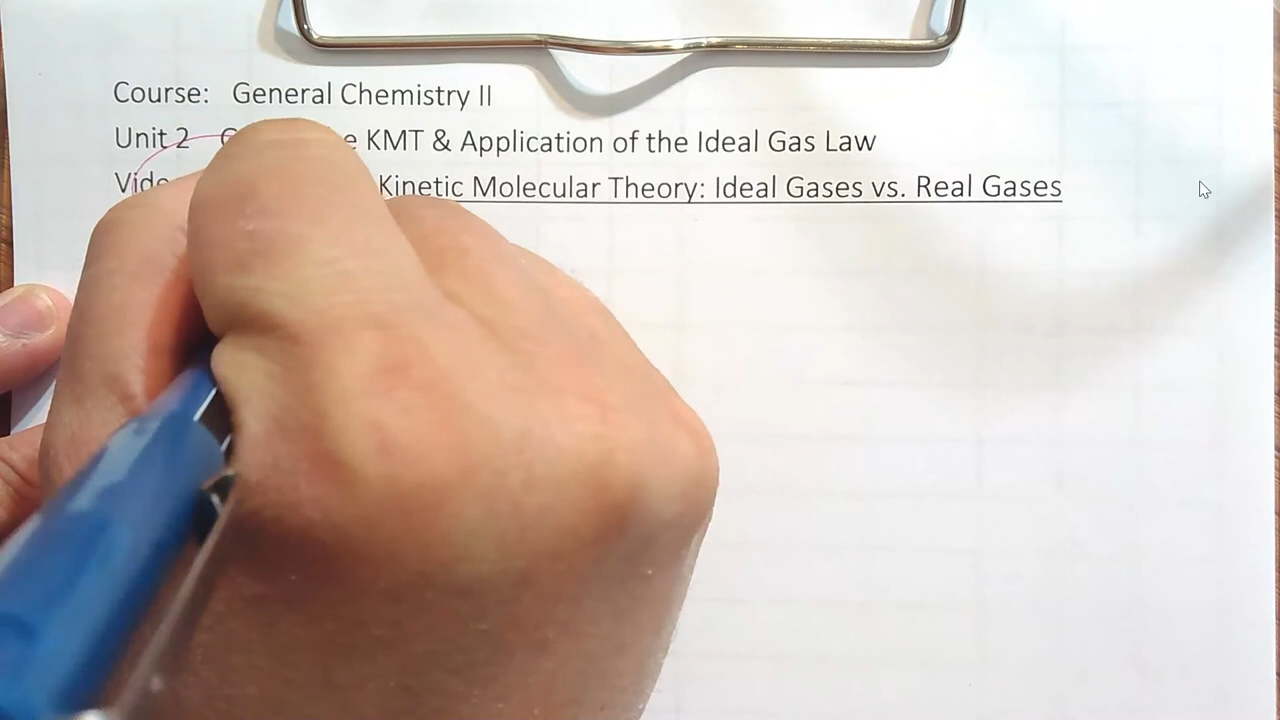 Course: General Chemistry II
Unit 2 KMT & Application of the Ideal Gas Law
Kinetic Molecular Theory: Ideal Gases vs. Real Gases